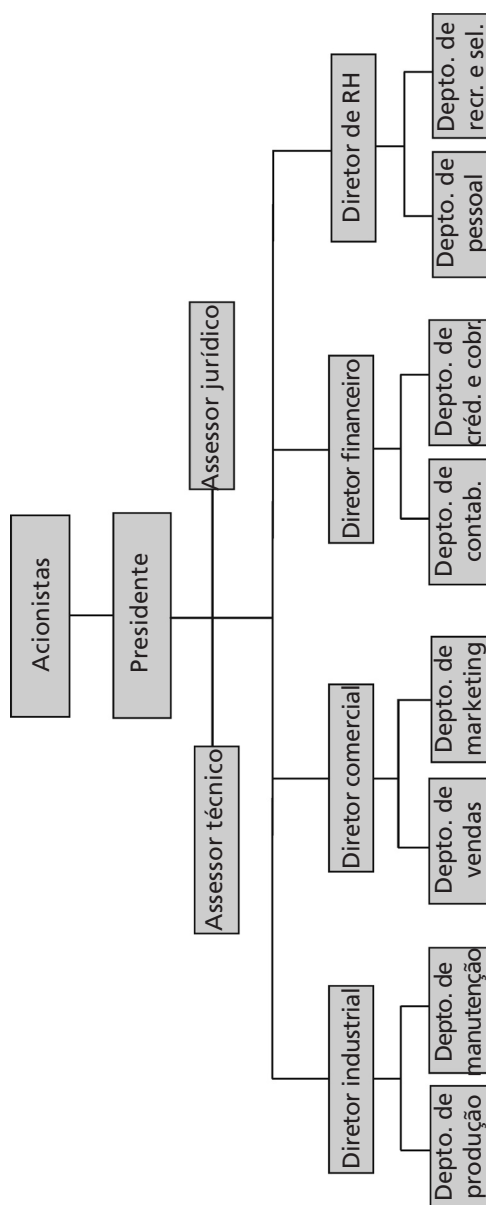 Acionistas
Presidente
Assessor técnico
Assessor jurídico
Diretor industrial
Diretor comercial
Diretor financeiro
Diretor de RH
Depto. de
produção
Depto. de
manutenção
Depto. de
vendas
Depto. de
marketing
Depto. de
contab.
Depto. de
créd. e cobr.
Depto. de
pessoal
Depto. de
recr. e sel.